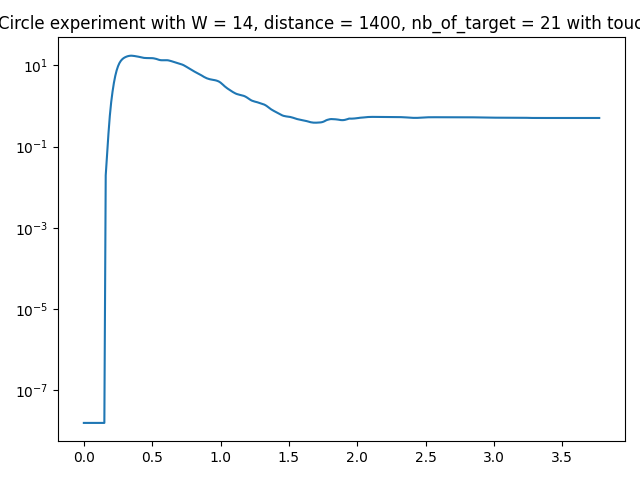 Circle experiment with W = 14, distance = 1400, nb_of_target = 21 with touc
10¹
10⁻¹
10⁻³
10⁻⁵
10⁻⁷
0.0 0.5 1.0 1.5 2.0 2.5 3.0 3.5